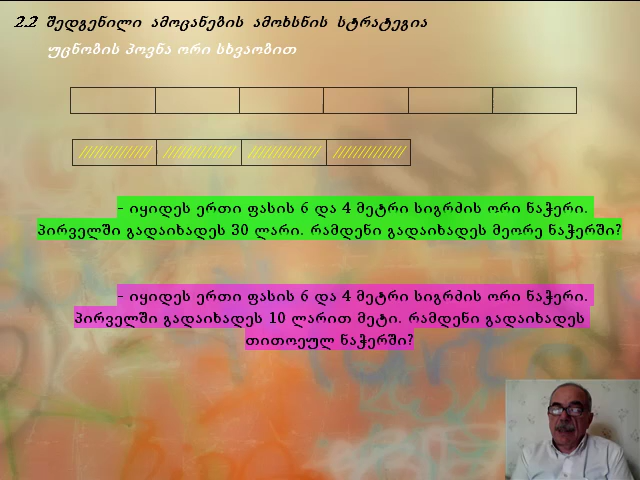 2.2 შედგენილი ამოცანების ამოხსნის სტრატეგია
უცნობის პოვნა ორი სხვაობით
- იყიდეს ერთი ფასის 6 და 4 მეტრი სიგრძის ორი ნაჭერი.
პირველში გადაიხადეს 30 ლარი. რამდენი გადაიხადეს მეორე ნაჭერში?
- იყიდეს ერთი ფასის 6 და 4 მეტრი სიგრძის ორი ნაჭერი.
პირველში გადაიხადეს 10 ლარით მეტი. რამდენი გადაიხადეს
თითოეულ ნაჭერში?